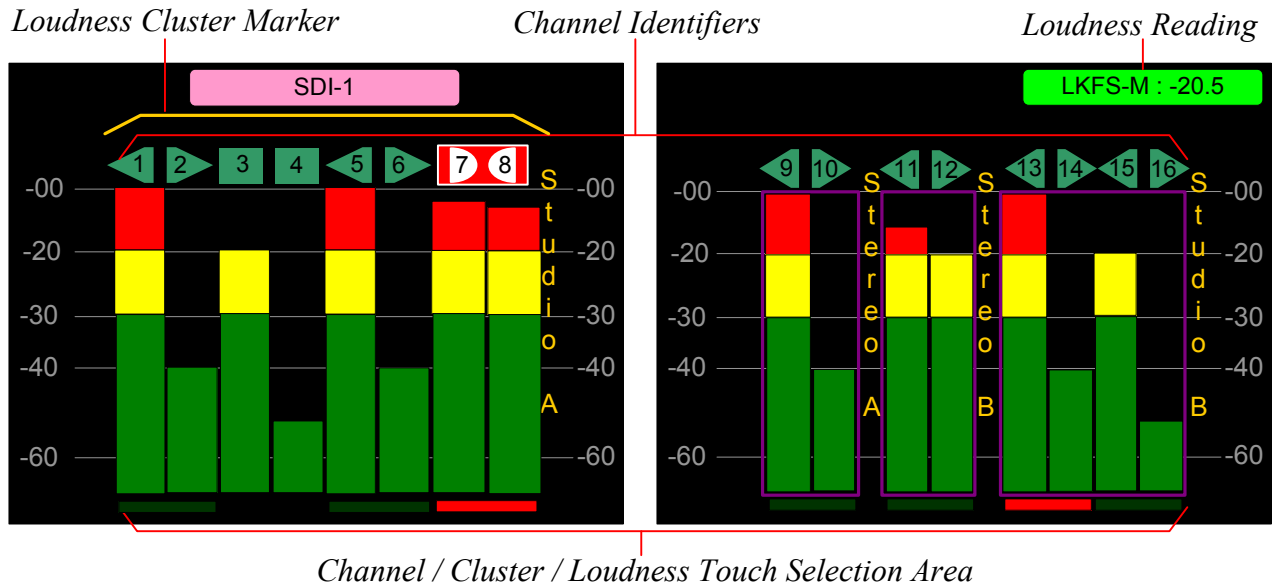 Loudness Cluster Marker
Channel Identifiers
Loudness Reading
SDI-1
LKFS-M : -20.5
1 2 3 4 5 6 7 8
9 10 11 12 13 14 15 16
-00
-20
-30
-40
-60
Studio A
-00
-20
-30
-40
-60
-00
-20
-30
-40
-60
Stereo A
Stereo B
Studio B
-00
-20
-30
-40
-60
Channel / Cluster / Loudness Touch Selection Area